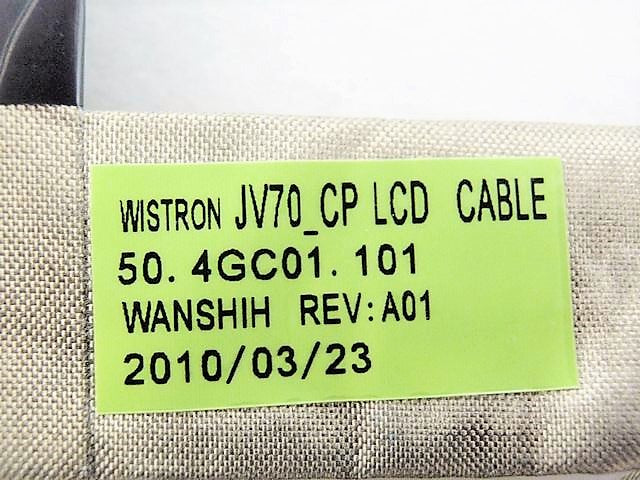 WISTRON JV70_CP LCD CABLE
50.4GC01.101
WANSHIH REV:A01
2010/03/23